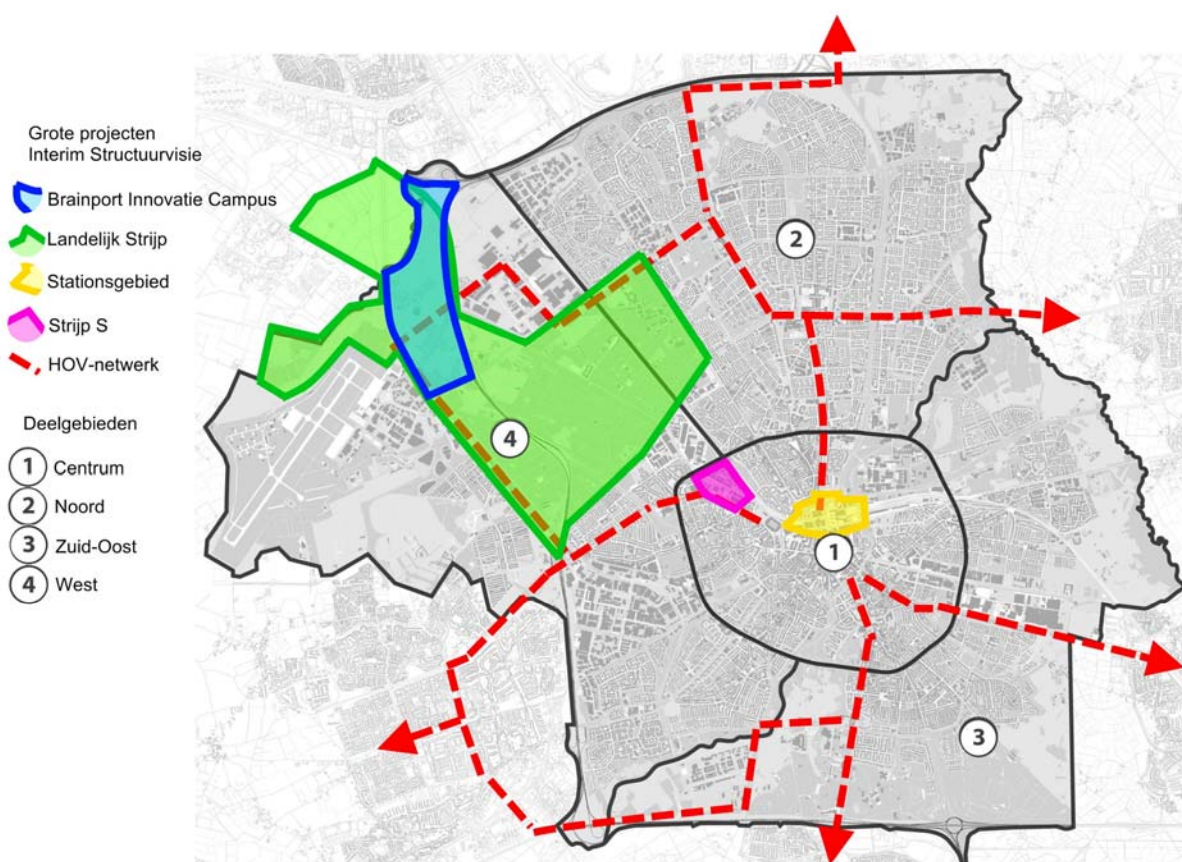 Grote projecten
Interim Structuurvisie
Brainport Innovatie Campus
Landelijk Strijp
Stationsgebied
Strijp S
HOV-netwerk
Deelgebieden
1 Centrum
2 Noord
3 Zuid-Oost
4 West
2
4
1
3